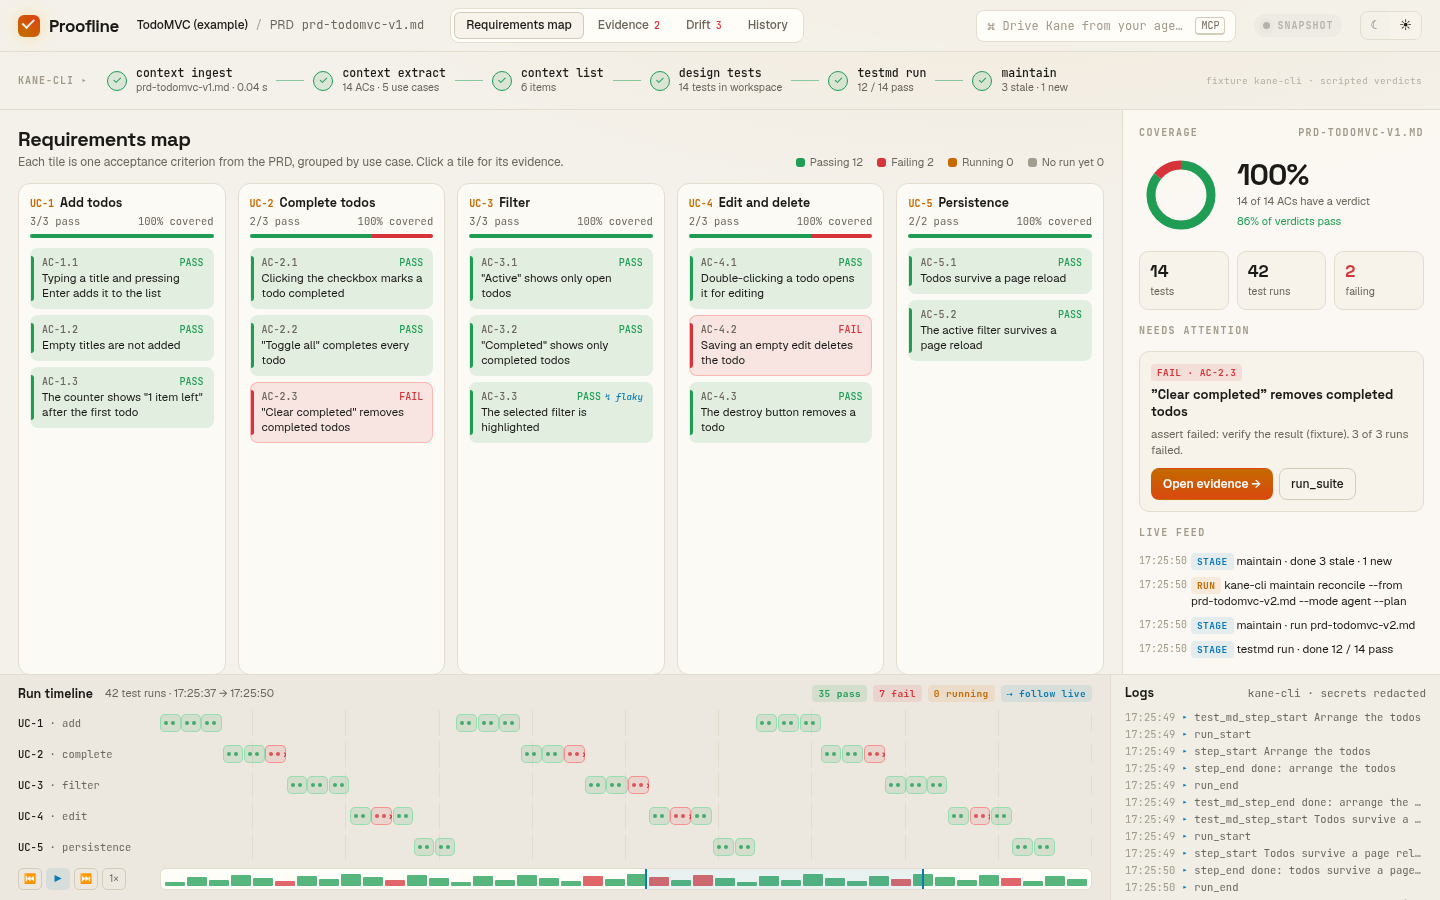 Proofline
TodoMVC (example) / PRD prd-todomvc-v1.md
Requirements map
Evidence 2
Drift 3
History
⌘ Drive Kane from your age… MCP
SNAPSHOT
KANE-CLI ▸
context ingest
prd-todomvc-v1.md · 0.04 s
context extract
14 ACs · 5 use cases
context list
6 items
design tests
14 tests in workspace
testmd run
12 / 14 pass
maintain
3 stale · 1 new
fixture kane-cli · scripted verdicts
Requirements map
Each tile is one acceptance criterion from the PRD, grouped by use case. Click a tile for its evidence.
Passing 12
Failing 2
Running 0
No run yet 0
UC-1 Add todos
3/3 pass 100% covered
AC-1.1 PASS
Typing a title and pressing
Enter adds it to the list
AC-1.2 PASS
Empty titles are not added
AC-1.3 PASS
The counter shows "1 item left"
after the first todo
UC-2 Complete todos
2/3 pass 100% covered
AC-2.1 PASS
Clicking the checkbox marks a
todo completed
AC-2.2 PASS
"Toggle all" completes every
todo
AC-2.3 FAIL
"Clear completed" removes
completed todos
UC-3 Filter
3/3 pass 100% covered
AC-3.1 PASS
"Active" shows only open
todos
AC-3.2 PASS
"Completed" shows only
completed todos
AC-3.3 PASS ↯ flaky
The selected filter is
highlighted
UC-4 Edit and delete
2/3 pass 100% covered
AC-4.1 PASS
Double-clicking a todo opens
it for editing
AC-4.2 FAIL
Saving an empty edit deletes
the todo
AC-4.3 PASS
The destroy button removes a
todo
UC-5 Persistence
2/2 pass 100% covered
AC-5.1 PASS
Todos survive a page reload
AC-5.2 PASS
The active filter survives a
page reload
COVERAGE PRD-TODOMVC-V1.MD
100%
14 of 14 ACs have a verdict
86% of verdicts pass
14
tests
42
test runs
2
failing
NEEDS ATTENTION
FAIL · AC-2.3
"Clear completed" removes completed
todos
assert failed: verify the result (fixture). 3 of 3 runs
failed.
Open evidence →
run_suite
LIVE FEED
17:25:50 STAGE maintain · done 3 stale · 1 new
17:25:50 RUN kane-cli maintain reconcile --from
prd-todomvc-v2.md --mode agent --plan
17:25:50 STAGE maintain · run prd-todomvc-v2.md
17:25:50 STAGE testmd run · done 12 / 14 pass
Run timeline 42 test runs · 17:25:37 → 17:25:50
35 pass
7 fail
0 running
→ follow live
UC-1 · add
UC-2 · complete
UC-3 · filter
UC-4 · edit
UC-5 · persistence
1×
Logs kane-cli · secrets redacted
17:25:49 ▸ test_md_step_start Arrange the todos
17:25:49 ▸ run_start
17:25:49 ▸ step_start Arrange the todos
17:25:49 ▸ step_end done: arrange the todos
17:25:49 ▸ run_end
17:25:49 ▸ test_md_step_end done: arrange the …
17:25:49 ▸ test_md_step_start Todos survive a …
17:25:49 ▸ run_start
17:25:49 ▸ step_start Todos survive a page rel…
17:25:50 ▸ step_end done: todos survive a page…
17:25:50 ▸ run_end